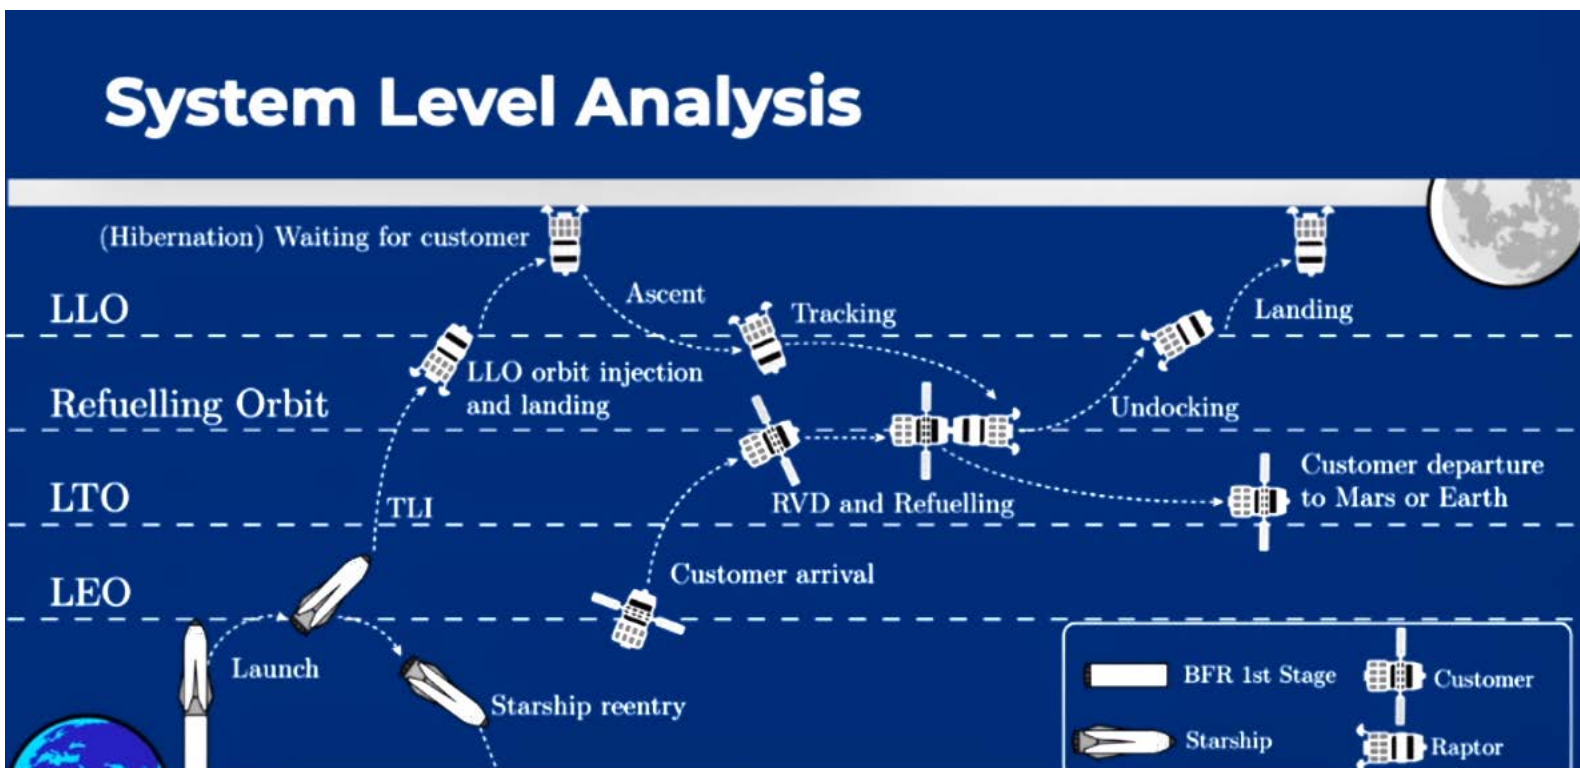 System Level Analysis
(Hibernation) Waiting for customer
Ascent
LLO
Tracking
Landing
LLO orbit injection
and landing
Refuelling Orbit
Undocking
Customer departure
to Mars or Earth
LTO
TLI
RVD and Refuelling
Customer arrival
LEO
Launch
Starship reentry
BFR 1st Stage
Customer
Starship
Raptor